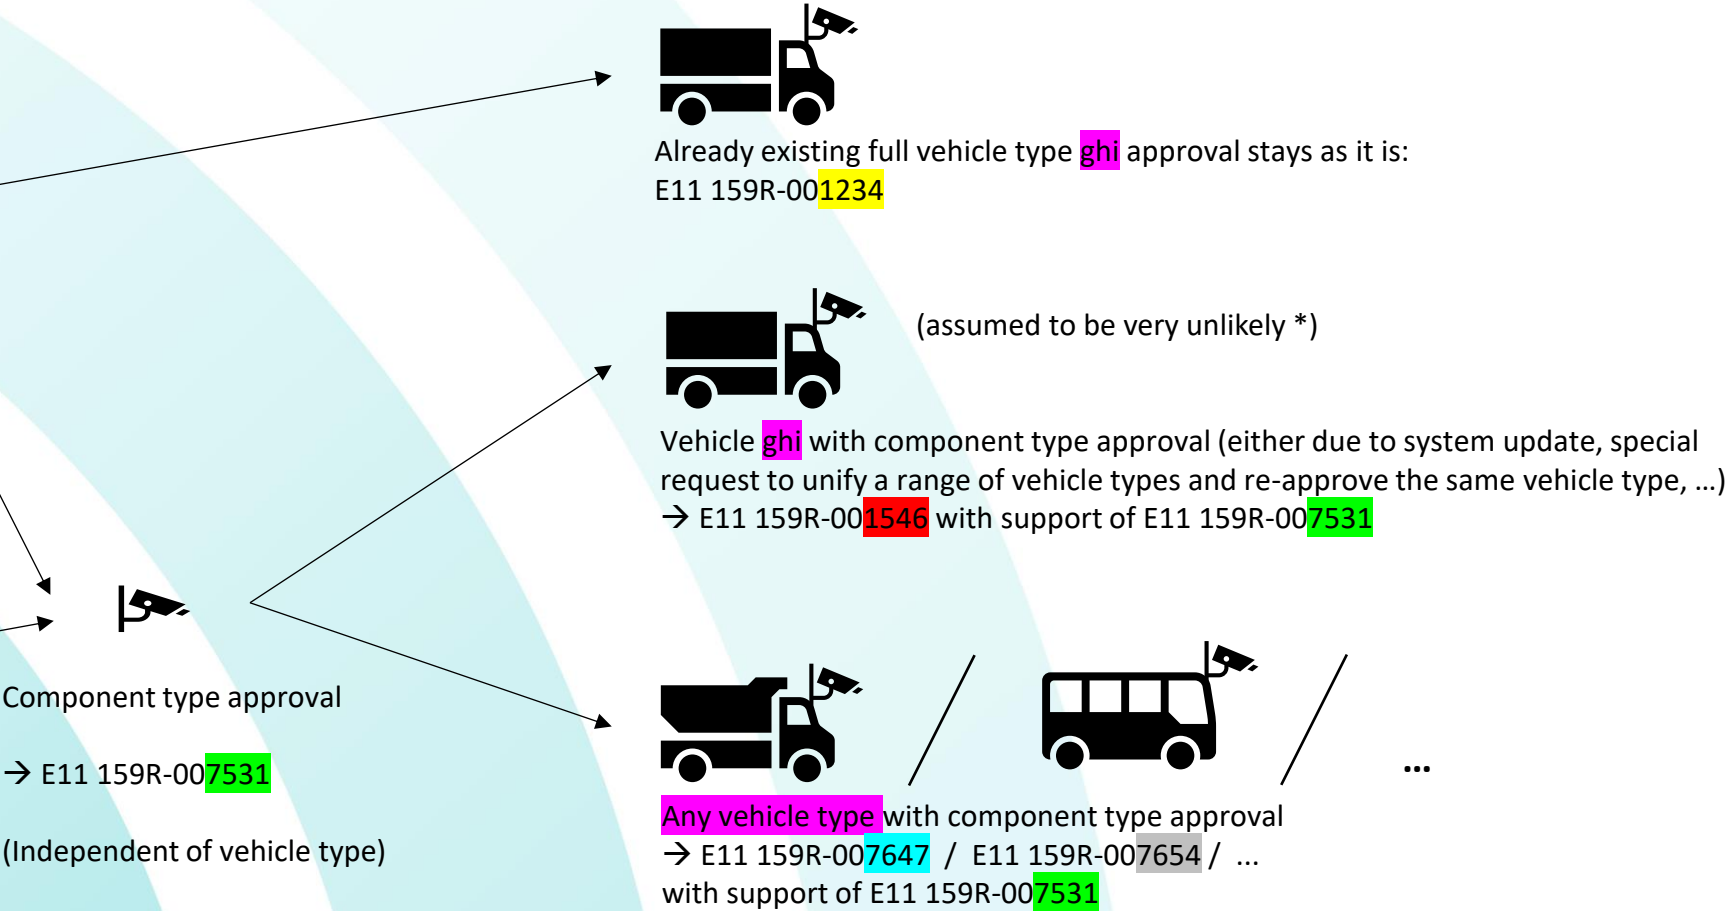 Already existing full vehicle type ghi approval stays as it is:
E11 159R-001234
(assumed to be very unlikely *)
Vehicle ghi with component type approval (either due to system update, special
request to unify a range of vehicle types and re-approve the same vehicle type, …)
→ E11 159R-001546 with support of E11 159R-007531
Component type approval
→ E11 159R-007531
(Independent of vehicle type)
/ / …
Any vehicle type with component type approval
→ E11 159R-007647 / E11 159R-007654 / ...
with support of E11 159R-007531